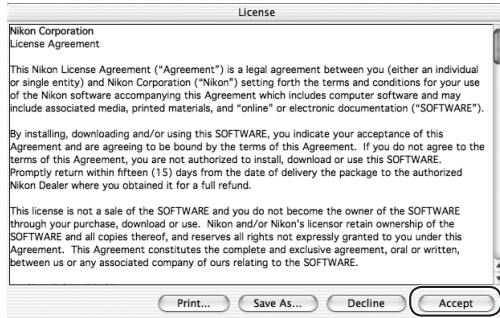 License
Nikon Corporation
License Agreement
This Nikon License Agreement (“Agreement”) is a legal agreement between you (either an individual
or single entity) and Nikon Corporation (“Nikon”) setting forth the terms and conditions for your use
of the Nikon software accompanying this Agreement which includes computer software and may
include associated media, printed materials, and “online” or electronic documentation (“SOFTWARE”).
By installing, downloading and/or using this SOFTWARE, you indicate your acceptance of this
Agreement and are agreeing to be bound by the terms of this Agreement. If you do not agree to the
terms of this Agreement, you are not authorized to install, download or use this SOFTWARE.
Promptly return within fifteen (15) days from the date of delivery the package to the authorized
Nikon Dealer where you obtained it for a full refund.
This license is not a sale of the SOFTWARE and you do not become the owner of the SOFTWARE
through your purchase, download or use. Nikon and/or Nikon's licensor retain ownership of the
SOFTWARE and all copies thereof, and reserves all rights not expressly granted to you under this
Agreement. This Agreement constitutes the complete and exclusive agreement, oral or written,
between us or any associated company of ours relating to the SOFTWARE.
Print... Save As... Decline Accept